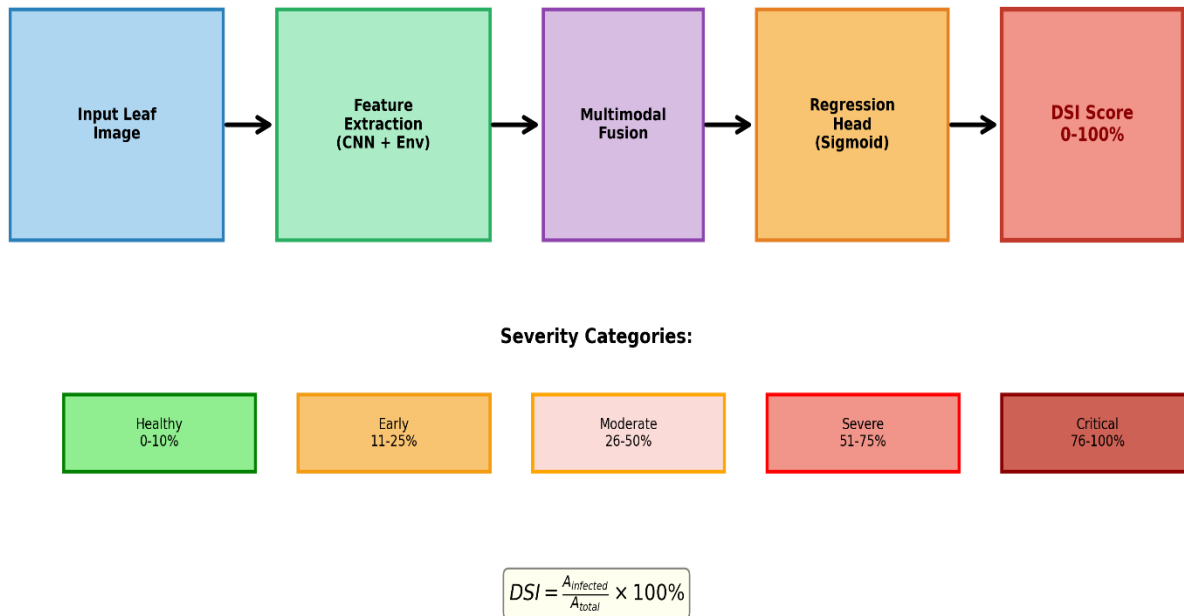 Input Leaf
Image
Feature
Extraction
(CNN + Env)
Multimodal
Fusion
Regression
Head
(Sigmoid)
DSI Score
0-100%
Severity Categories:
Healthy
0-10%
Early
11-25%
Moderate
26-50%
Severe
51-75%
Critical
76-100%
DSI = A_infected / A_total × 100%